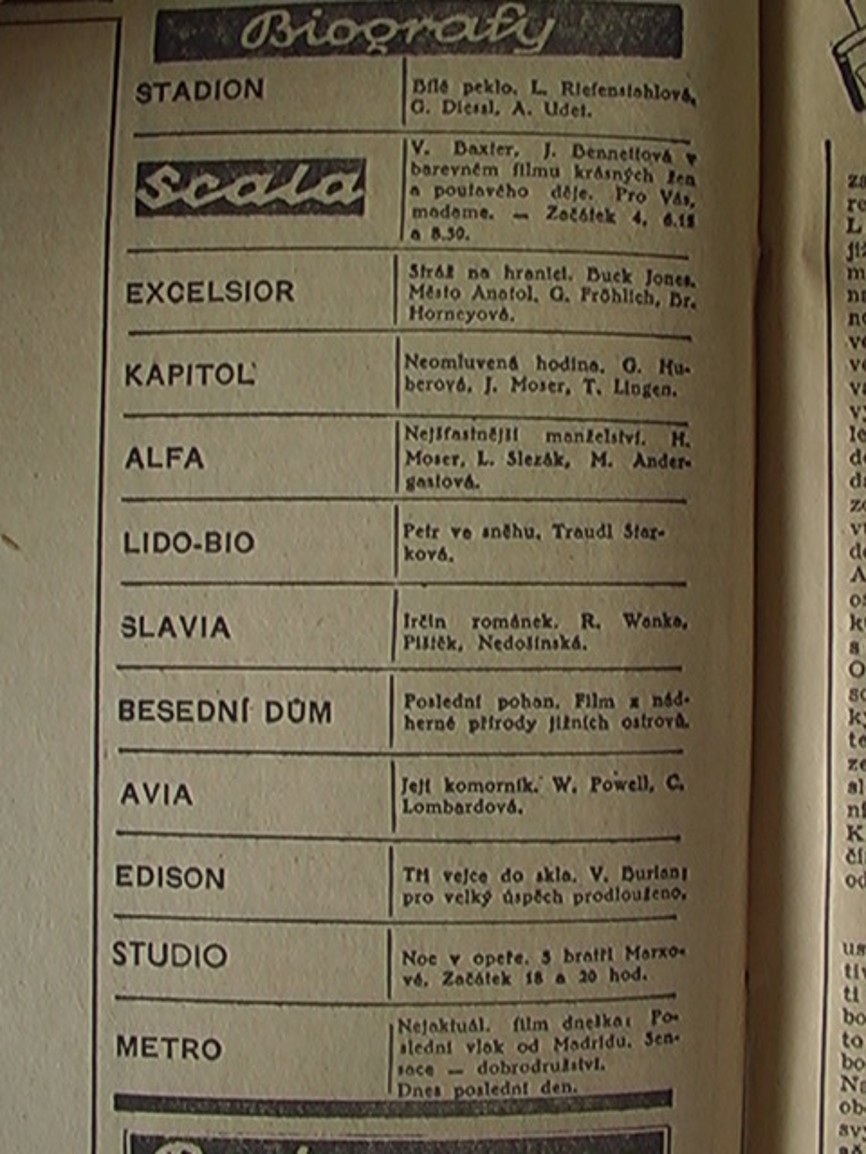 Biografy
STADION
Bílé peklo. L. Riefenstahlová,
G. Diessl, A. Udet.
Scala
V. Baxter, J. Bennettová v
barevném filmu krásných žen
a poutavého děje. Pro Vás,
madame. — Začátek 4, 6.15
a 8.30.
EXCELSIOR
Stráž na hranici. Buck Jones.
Město Anatol. G. Fröhlich, Br.
Horneyová.
KAPITOL
Neomluvená hodina. G. Hu-
berová, J. Moser, T. Lingen.
ALFA
Nejšťastnější manželství. H.
Moser, L. Slezák, M. Ander-
gastová.
LIDO-BIO
Petr ve sněhu. Traudl Star-
ková.
SLAVIA
Irčin románek. R. Wanka,
Pištěk, Nedošinská.
BESEDNÍ DŮM
Poslední pohan. Film z nád-
herné přírody jižních ostrovů.
AVIA
Její komorník. W. Powell, C.
Lombardová.
EDISON
Tři vejce do skla. V. Burian;
pro velký úspěch prodlouženo.
STUDIO
Noc v opeře. 3 bratři Marxo-
vé. Začátek 18 a 20 hod.
METRO
Nejaktuál. film dneška: Po-
slední vlak od Madridu. Sen-
sace — dobrodružství.
Dnes poslední den.